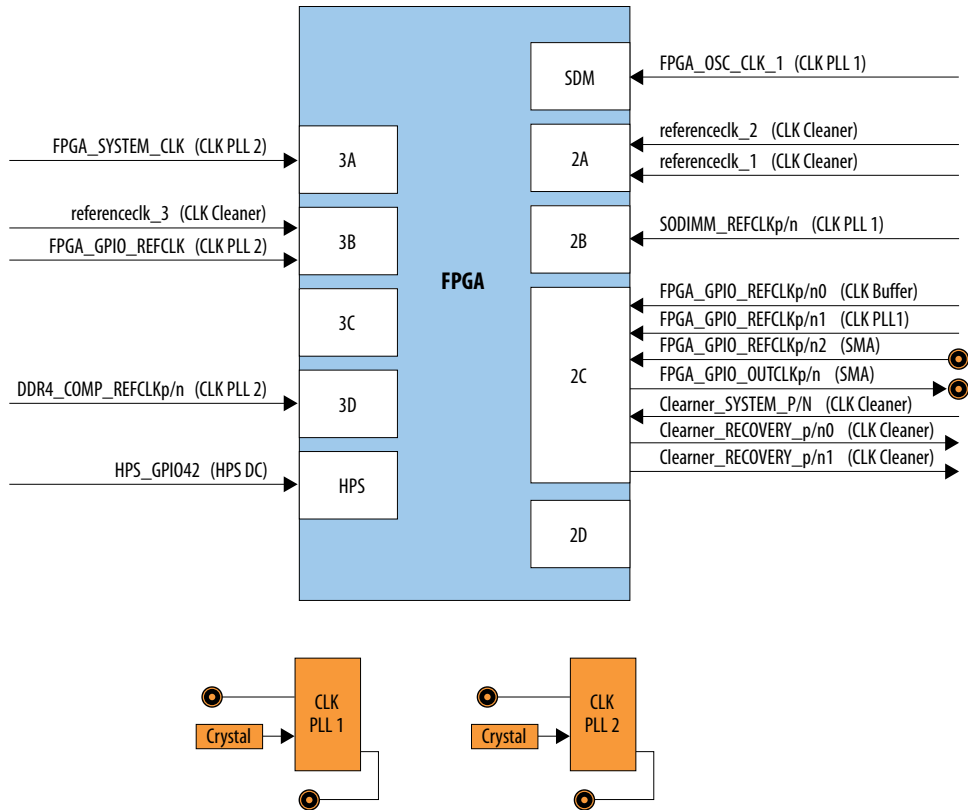 FPGA_SYSTEM_CLK (CLK PLL 2)
referenceclk_3 (CLK Cleaner)
FPGA_GPIO_REFCLK (CLK PLL 2)
DDR4_COMP_REFCLKp/n (CLK PLL 2)
HPS_GPIO42 (HPS DC)
3A
3B
3C
3D
HPS
FPGA
SDM
2A
2B
2C
2D
FPGA_OSC_CLK_1 (CLK PLL 1)
referenceclk_2 (CLK Cleaner)
referenceclk_1 (CLK Cleaner)
SODIMM_REFCLKp/n (CLK PLL 1)
FPGA_GPIO_REFCLKp/n0 (CLK Buffer)
FPGA_GPIO_REFCLKp/n1 (CLK PLL1)
FPGA_GPIO_REFCLKp/n2 (SMA)
FPGA_GPIO_OUTCLKp/n (SMA)
Clearner_SYSTEM_P/N (CLK Cleaner)
Clearner_RECOVERY_p/n0 (CLK Cleaner)
Clearner_RECOVERY_p/n1 (CLK Cleaner)
CLK
PLL 1
Crystal
CLK
PLL 2
Crystal